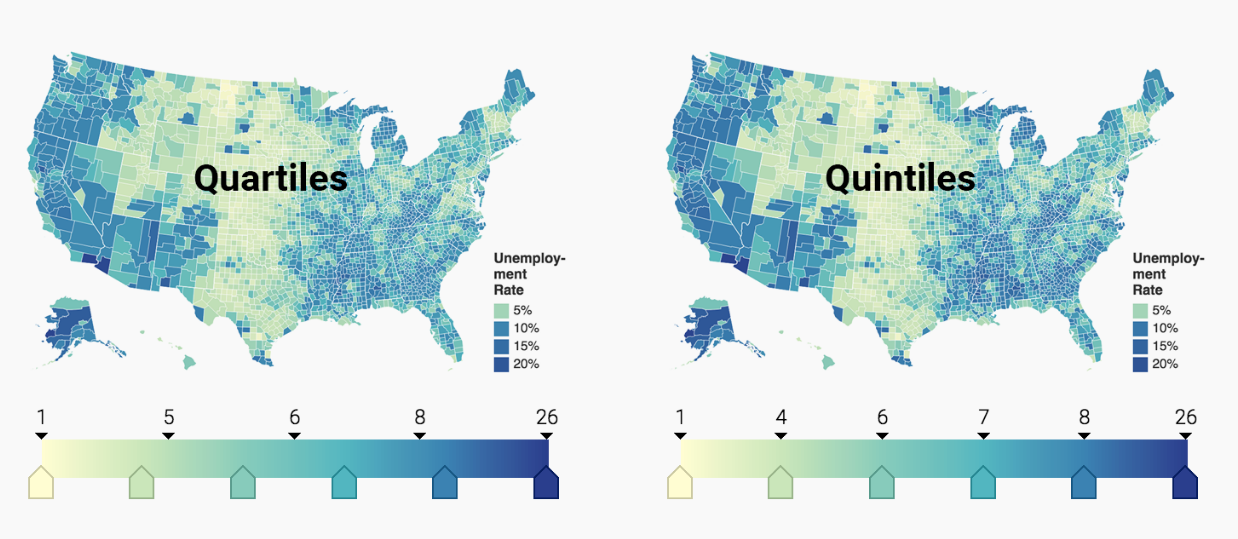 Quartiles
Unemploy-
ment
Rate
5%
10%
15%
20%
1 5 6 8 26
Quintiles
Unemploy-
ment
Rate
5%
10%
15%
20%
1 4 6 7 8 26